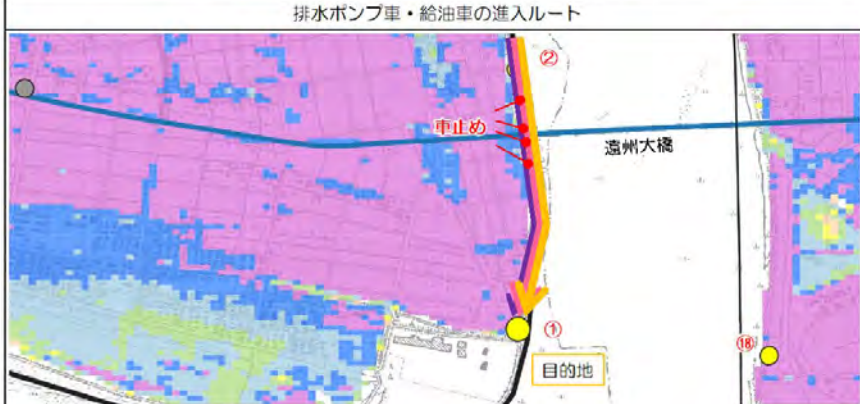 排水ポンプ車・給油車の進入ルート
②
車止め
遠州大橋
①
⑱
目的地